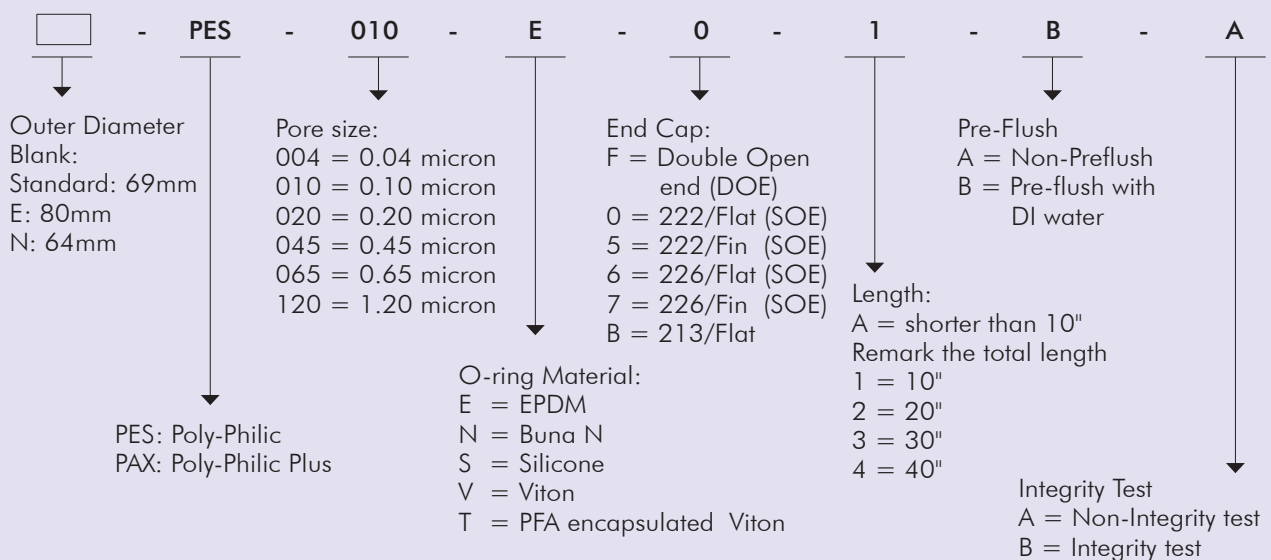 - PES - 010 - E - 0 - 1 - B - A
Outer Diameter
Blank:
Standard: 69mm
E: 80mm
N: 64mm
PES: Poly-Philic
PAX: Poly-Philic Plus
Pore size:
004 = 0.04 micron
010 = 0.10 micron
020 = 0.20 micron
045 = 0.45 micron
065 = 0.65 micron
120 = 1.20 micron
O-ring Material:
E = EPDM
N = Buna N
S = Silicone
V = Viton
T = PFA encapsulated Viton
End Cap:
F = Double Open
end (DOE)
0 = 222/Flat (SOE)
5 = 222/Fin (SOE)
6 = 226/Flat (SOE)
7 = 226/Fin (SOE)
B = 213/Flat
Length:
A = shorter than 10"
Remark the total length
1 = 10"
2 = 20"
3 = 30"
4 = 40"
Pre-Flush
A = Non-Preflush
B = Pre-flush with
DI water
Integrity Test
A = Non-Integrity test
B = Integrity test